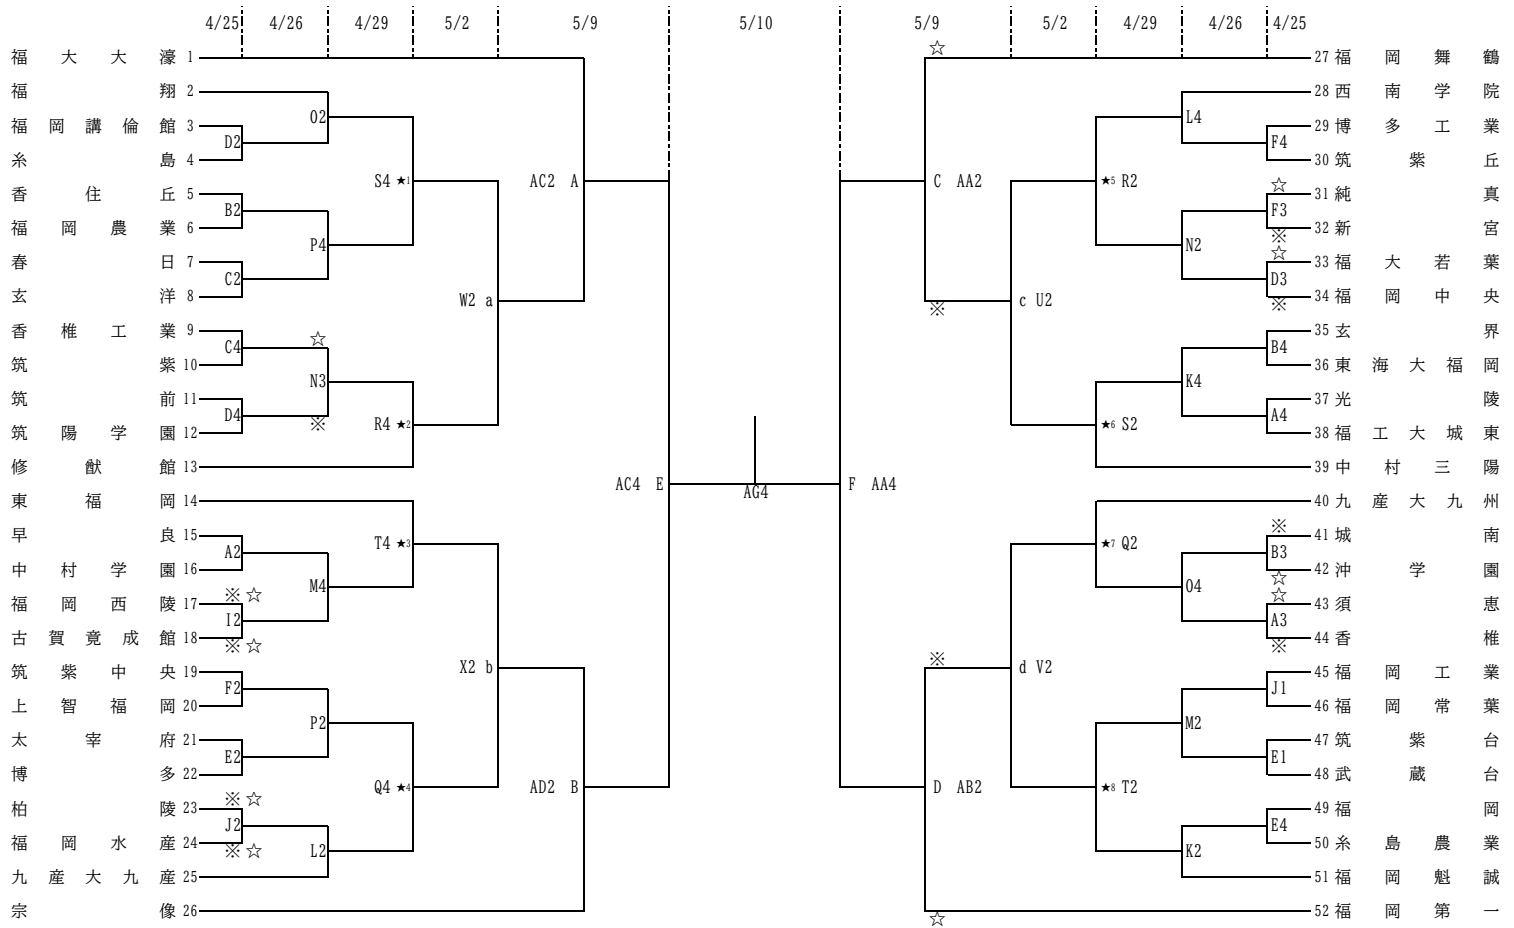 4/25 4/26 4/29 5/2 5/9 5/10 5/9 5/2 4/29 4/26 4/25
☆
福大大濠 1 27 福岡舞鶴
福翔 2 28 西南学院
O2 L4
福岡講倫館 3 29 博多工業
D2 F4
糸島 4 30 筑紫丘
S4 ★1 AC2 A C AA2 ★5 R2 ☆
香住丘 5 31 純真
B2 F3
福岡農業 6 32 新宮
※
P4 N2 ☆
春日 7 33 福大若葉
C2 D3
玄洋 8 34 福岡中央
W2 a ※ c U2 ※
香椎工業 9 35 玄界
☆
C4 B4
筑紫 10 36 東海大福岡
N3 K4
筑前 11 37 光陵
D4 A4
※ R4 ★2 ★6 S2
筑陽学園 12 38 福工大城東
修猷館 13 39 中村三陽
AC4 E AG4 F AA4
東福岡 14 40 九産大九州
※
早良 15 41 城南
T4 ★3 ★7 Q2
A2 B3
中村学園 16 42 沖学園
☆
M4 O4
※☆ ☆
福岡西陵 17 43 須恵
I2 A3
古賀竟成館 18 44 香椎
※☆ ※
X2 b ※ d V2
筑紫中央 19 45 福岡工業
F2 J1
上智福岡 20 46 福岡常葉
P2 M2
太宰府 21 47 筑紫台
E2 E1
博多 22 48 武蔵台
Q4 ★4 AD2 B D AB2 ★8 T2
※☆
柏陵 23 49 福岡
J2 E4
福岡水産 24 50 糸島農業
※☆
L2 K2
九産大九産 25 51 福岡魁誠
宗像 26 52 福岡第一
☆